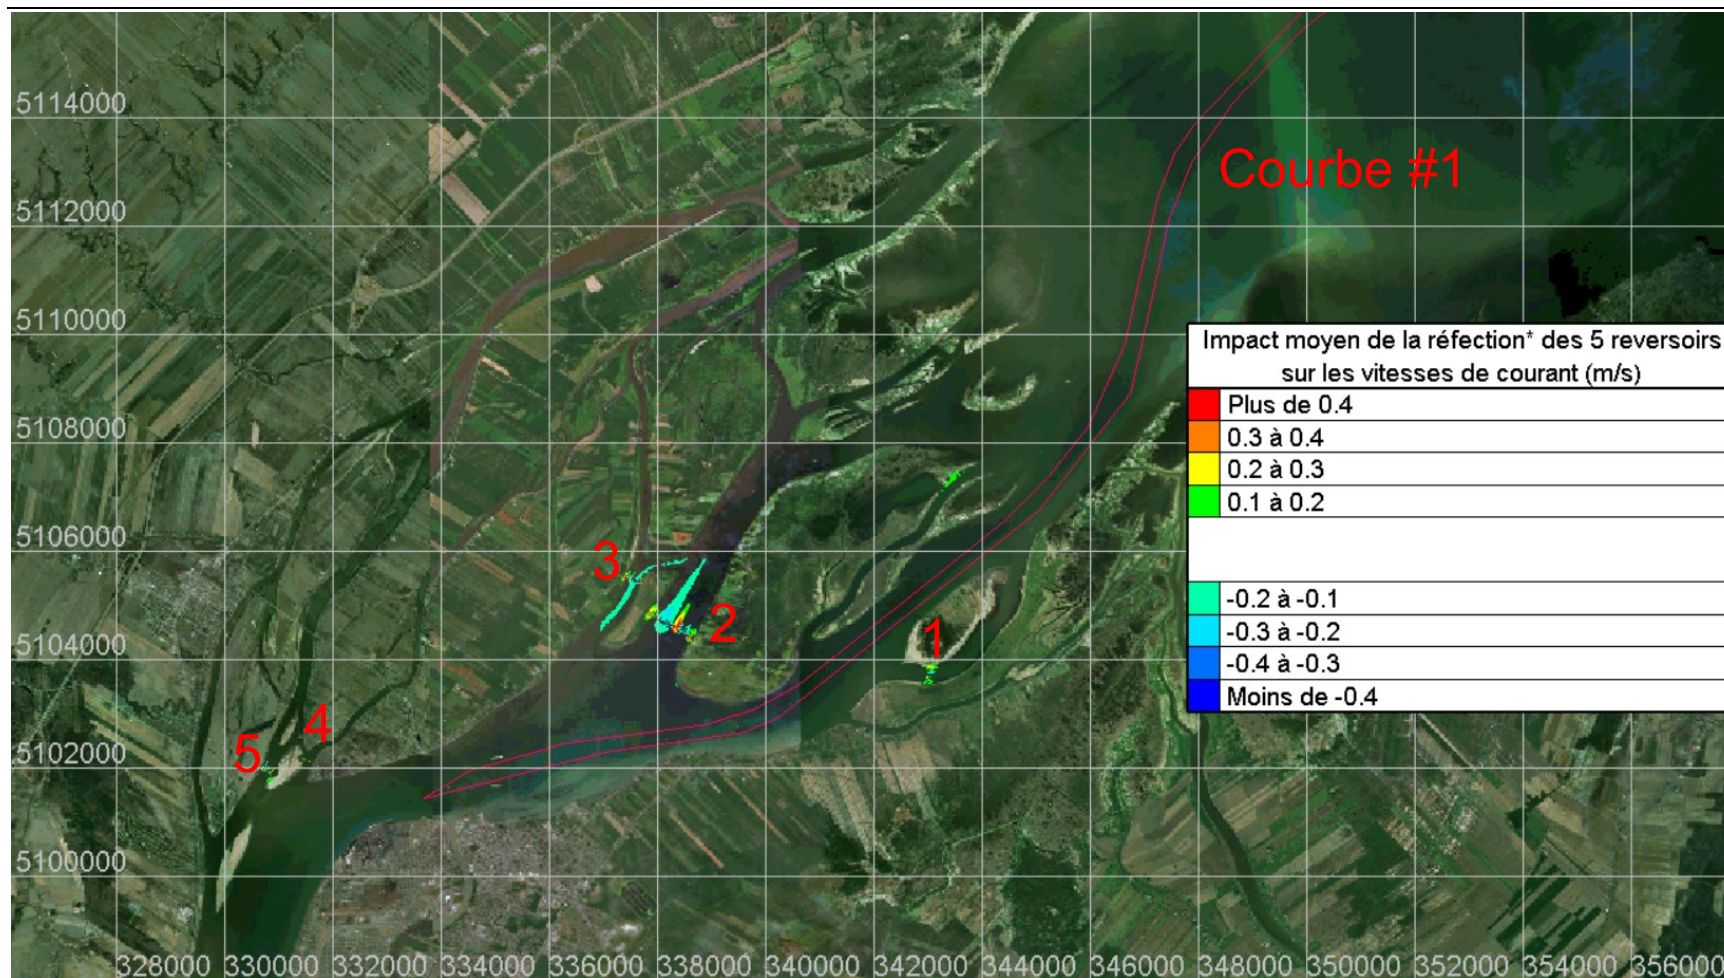 5114000
Courbe #1
5112000
5110000
Impact moyen de la réfection* des 5 reversoirs
sur les vitesses de courant (m/s)
Plus de 0.4
0.3 à 0.4
0.2 à 0.3
0.1 à 0.2
-0.2 à -0.1
-0.3 à -0.2
-0.4 à -0.3
Moins de -0.4
5108000
5106000
3
2
1
5104000
4
5
5102000
5100000
328000 330000 332000 334000 336000 338000 340000 342000 344000 346000 348000 350000 352000 354000 356000